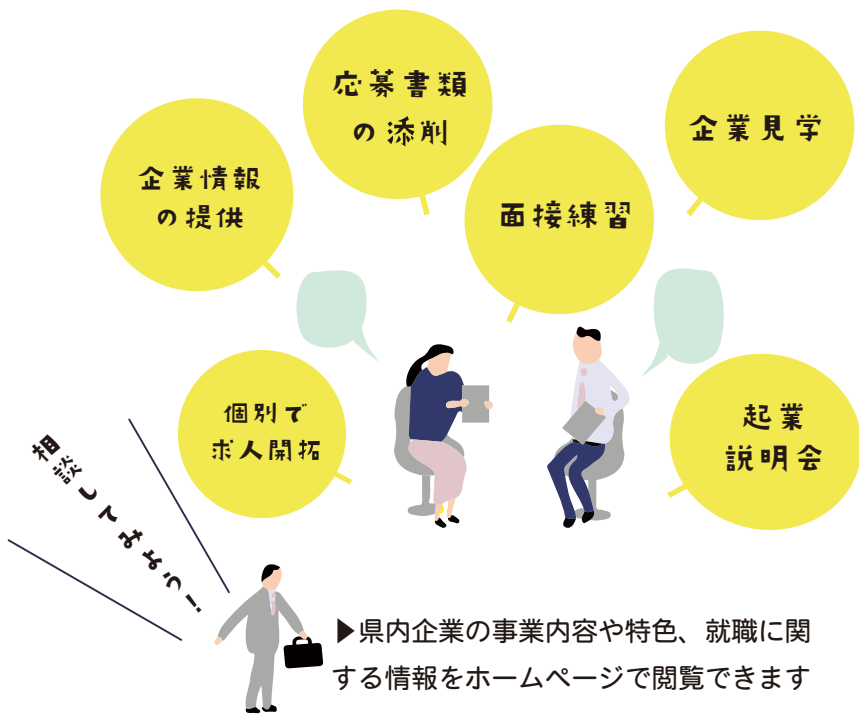 応募書類
の添削
企業見学
企業情報
の提供
面接練習
個別で
求人開拓
起業
説明会
相談してみよう！
▶県内企業の事業内容や特色、就職に関
する情報をホームページで閲覧できます